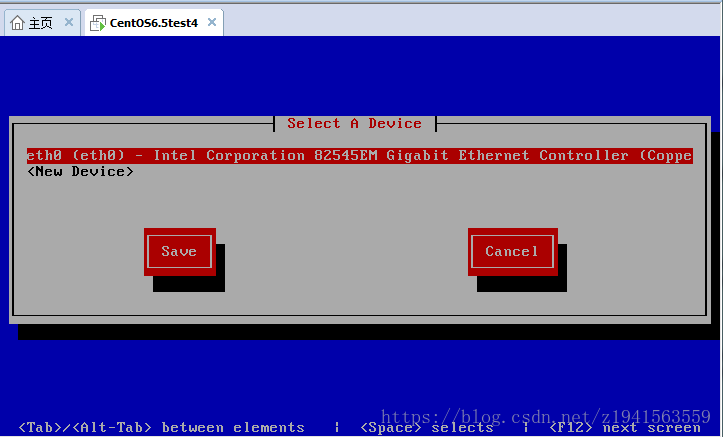 主页
CentOS6.5test4
Select A Device
eth0 (eth0) - Intel Corporation 82545EM Gigabit Ethernet Controller (Coppe
<New Device>
Save Cancel
https://blog.csdn.net/z1941563559
<Tab>/<Alt-Tab> between elements | <Space> selects | <F12> next screen